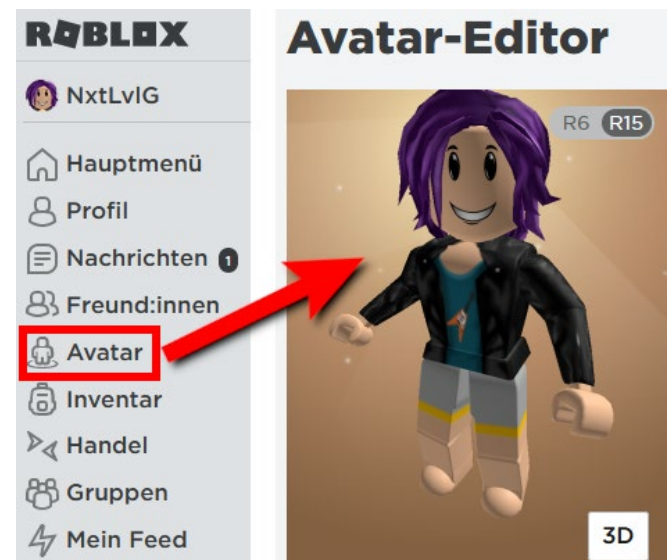 ROBLOX
NxtLvlG
Hauptmenü
Profil
Nachrichten 1
Freund:innen
Avatar
Inventar
Handel
Gruppen
Mein Feed
Avatar-Editor
R6 R15
3D